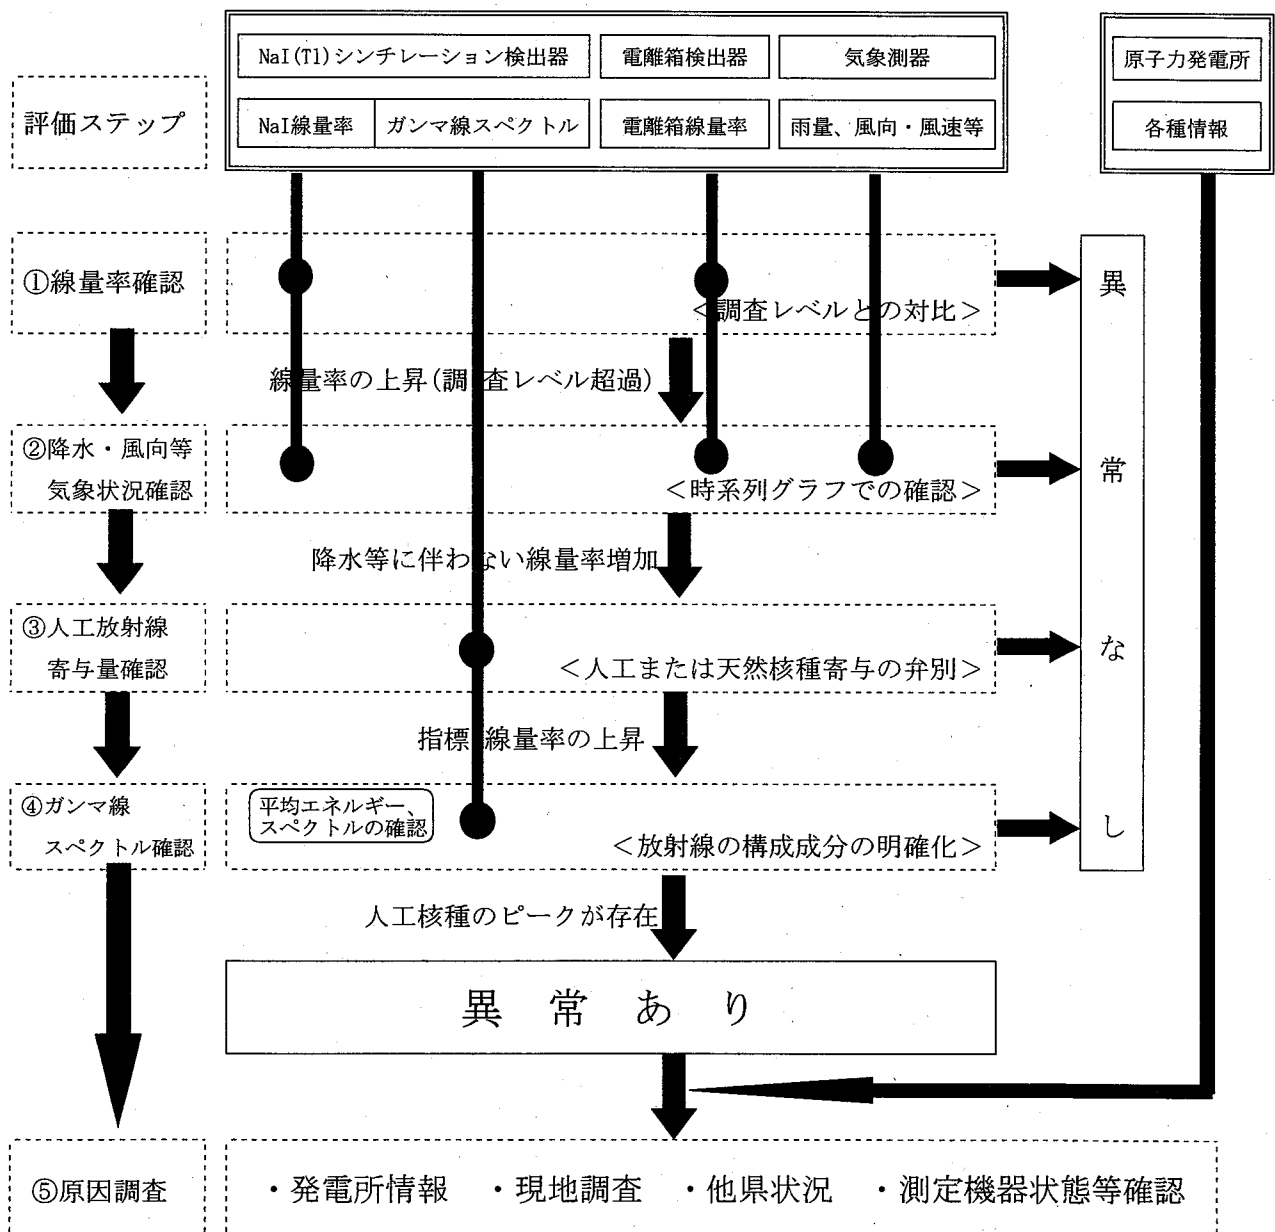 NaI(Tl)シンチレーション検出器
電離箱検出器
気象測器
原子力発電所
評価ステップ
NaI線量率
ガンマ線スペクトル
電離箱線量率
雨量、風向・風速等
各種情報
①線量率確認
<調査レベルとの対比>
線量率の上昇(調査レベル超過)
②降水・風向等
気象状況確認
<時系列グラフでの確認>
降水等に伴わない線量率増加
③人工放射線
寄与量確認
<人工または天然核種寄与の弁別>
指標線量率の上昇
④ガンマ線
スペクトル確認
平均エネルギー、
スペクトルの確認
<放射線の構成成分の明確化>
異常なし
人工核種のピークが存在
異常あり
⑤原因調査
・発電所情報 ・現地調査 ・他県状況 ・測定機器状態等確認